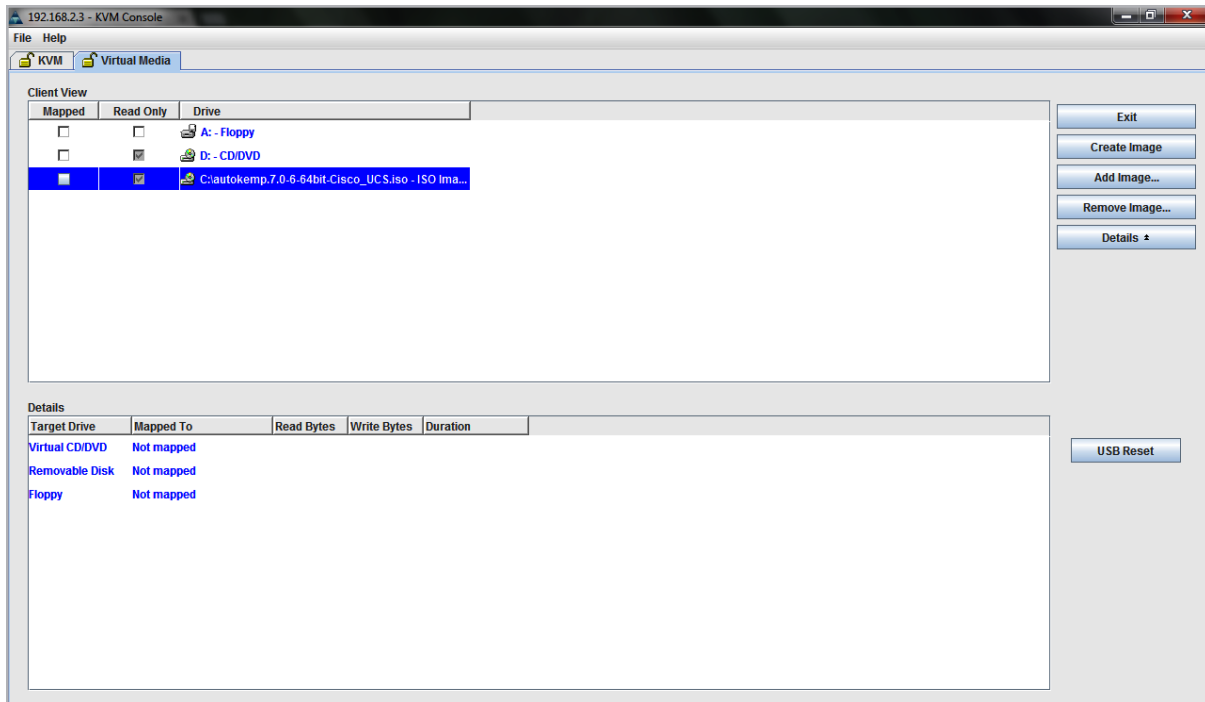 192.168.2.3 - KVM Console
File Help
KVM Virtual Media
Client View
Mapped Read Only Drive
A: - Floppy
D: - CD/DVD
C:\autokemp.7.0-6-64bit-Cisco_UCS.iso - ISO Ima...
Exit
Create Image
Add Image...
Remove Image...
Details
Details
Target Drive Mapped To Read Bytes Write Bytes Duration
Virtual CD/DVD Not mapped
Removable Disk Not mapped
Floppy Not mapped
USB Reset